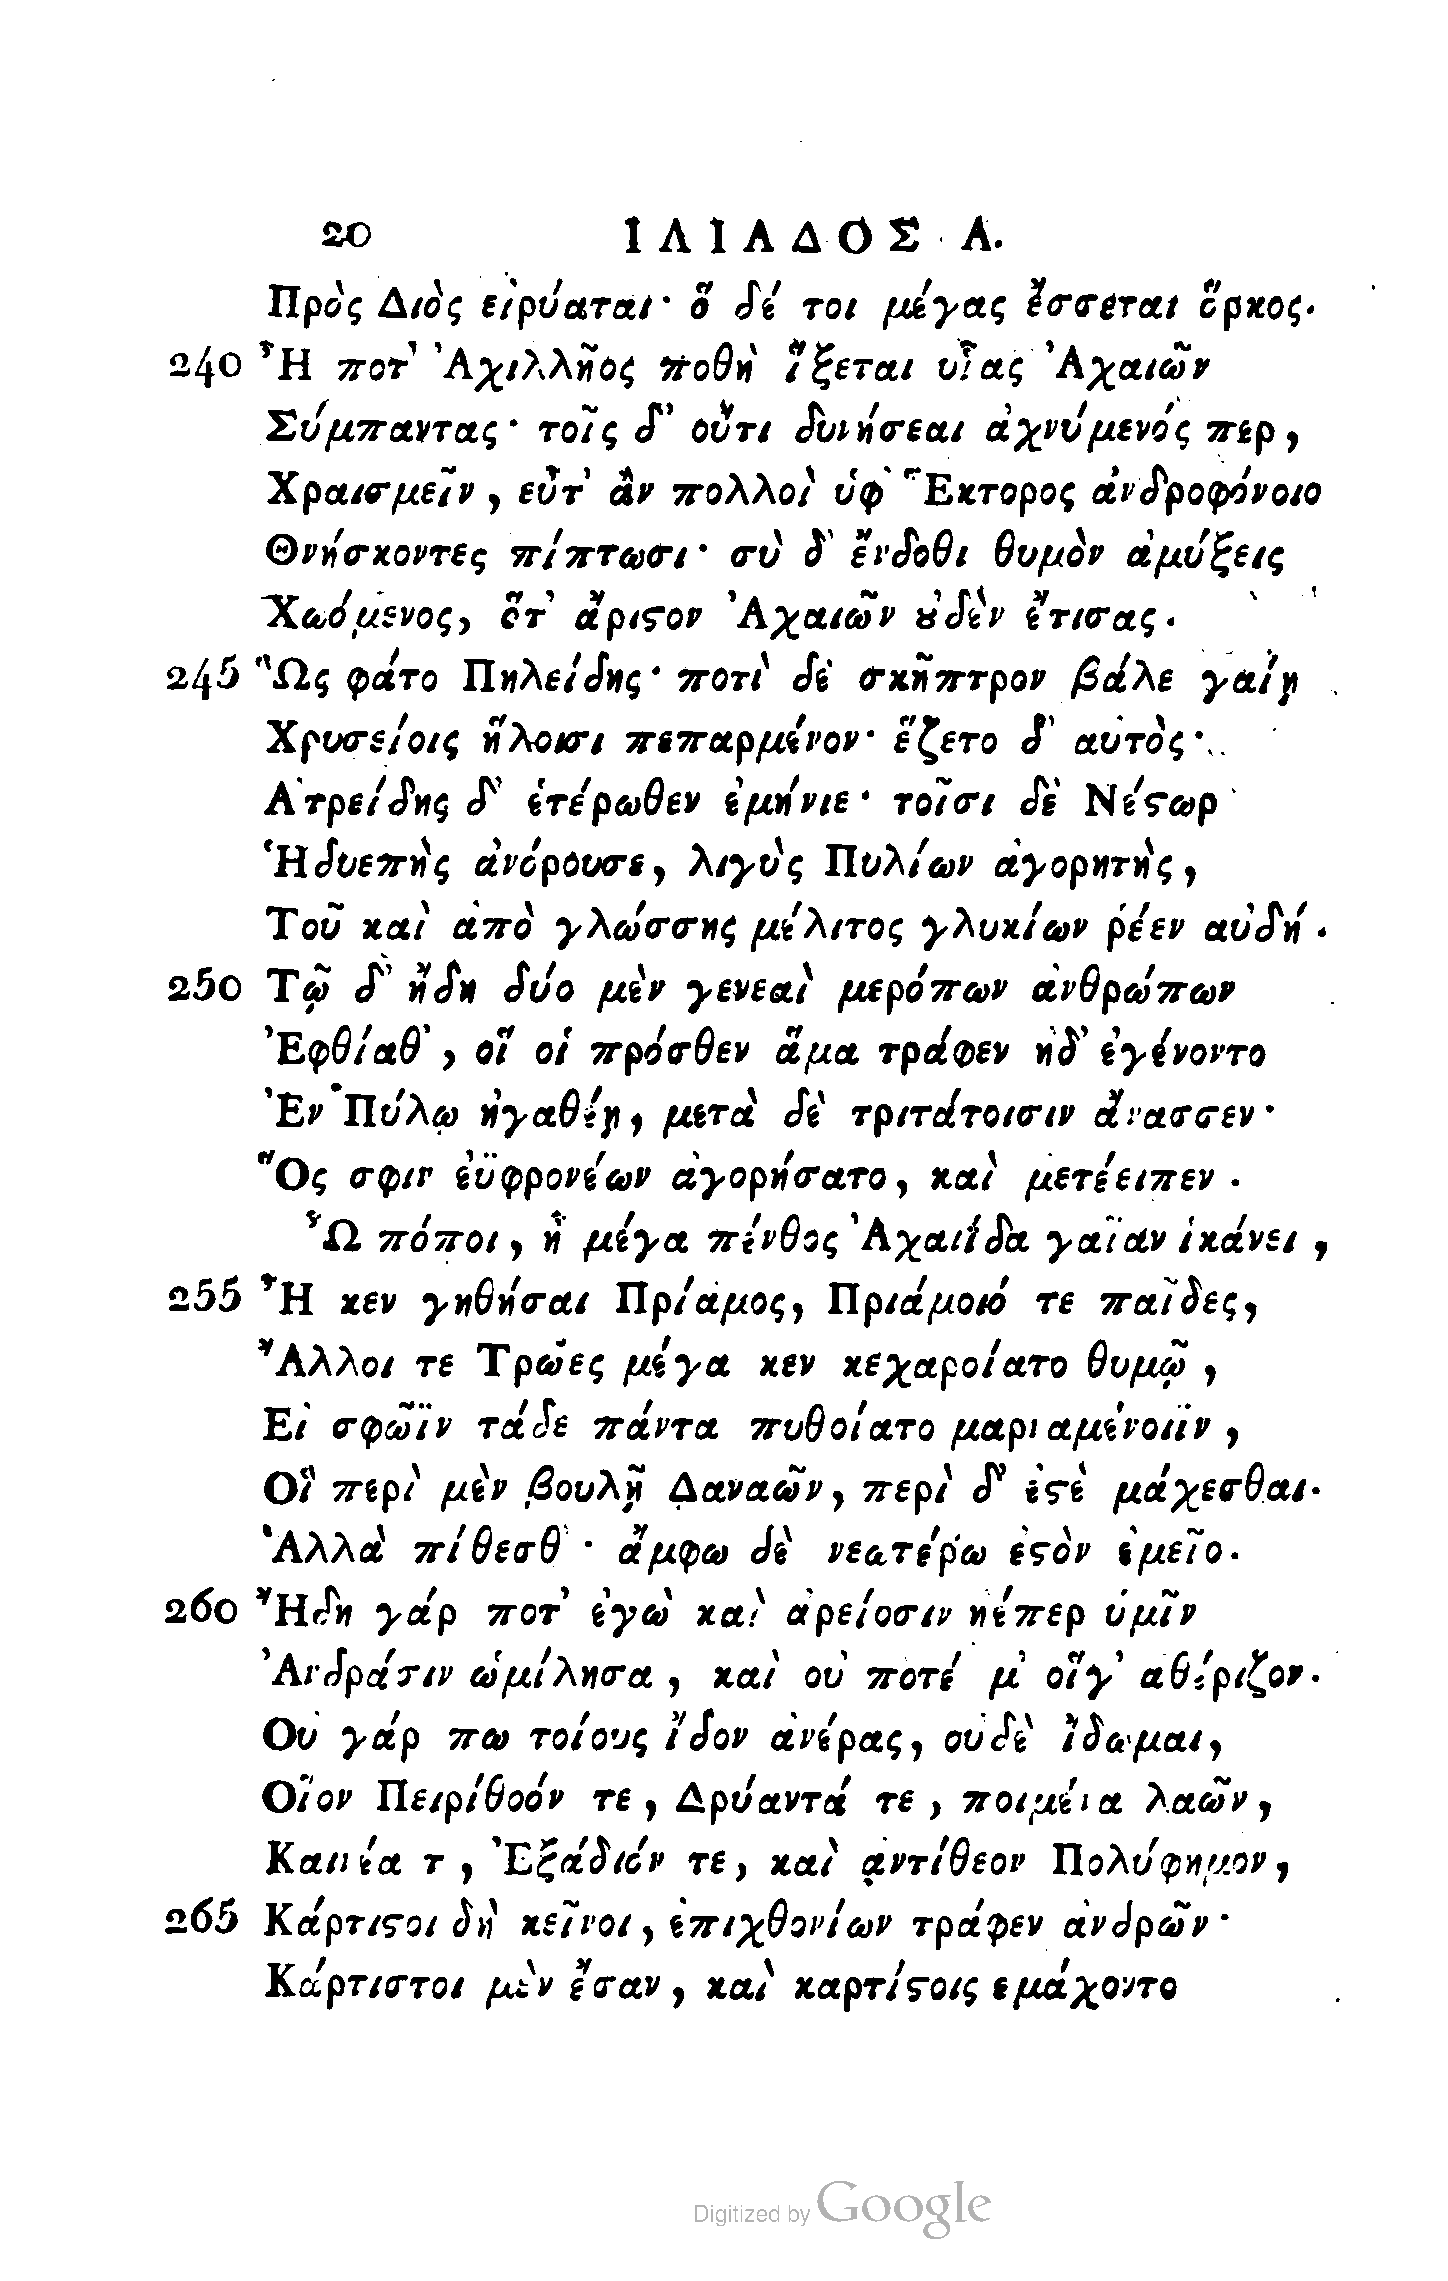 20 ΙΛΙΑΔΟΣ Α.
Πρὸς Διὸς εἰρύαται· ὅ δέ τοι μέγας ἔσσεται ὅρκος.
240 Ἦ ποτ' Ἀχιλλῆος ποθὴ ἵξεται υἷας Ἀχαιῶν
Σύμπαντας· τοῖς δ' οὔτι δυνήσεαι ἀχνύμενός περ,
Χραισμεῖν, εὖτ' ἂν πολλοὶ ὑφ' Ἕκτορος ἀνδροφόνοιο
Θνήσκοντες πίπτωσι· σὺ δ' ἔνδοθι θυμὸν ἀμύξεις
Χωόμενος, ὅτ' ἄριϛον Ἀχαιῶν ȣ̓δὲν ἔτισας.
245 Ὣς φάτο Πηλείδης· ποτὶ δὲ σκῆπτρον βάλε γαίῃ
Χρυσείοις ἥλοισι πεπαρμένον· ἕζετο δ' αὐτὸς·
Ἀτρείδης δ' ἑτέρωθεν ἐμήνιε· τοῖσι δὲ Νέϛωρ
Ἡδυεπὴς ἀνόρουσε, λιγὺς Πυλίων ἀγορητὴς,
Τοῦ καὶ ἀπὸ γλώσσης μέλιτος γλυκίων ῥέεν αὐδή.
250 Τῷ δ' ἤδη δύο μὲν γενεαὶ μερόπων ἀνθρώπων
Ἐφθίαθ', οἵ οἱ πρόσθεν ἅμα τράφεν ἠδ' ἐγένοντο
Ἐν Πύλῳ ἠγαθέῃ, μετὰ δὲ τριτάτοισιν ἄνασσεν·
Ὅς σφιν ἐϋφρονέων ἀγορήσατο, καὶ μετέειπεν.
Ὦ πόποι, ἦ μέγα πένθος Ἀχαιΐδα γαῖαν ἱκάνει,
255 Ἦ κεν γηθήσαι Πρίαμος, Πριάμοιό τε παῖδες,
Ἄλλοι τε Τρῶες μέγα κεν κεχαροίατο θυμῷ,
Εἰ σφῶϊν τάδε πάντα πυθοίατο μαρναμένοιϊν,
Οἳ περὶ μὲν βουλῇ Δαναῶν, περὶ δ' ἐϛὲ μάχεσθαι.
Ἀλλὰ πίθεσθ'· ἄμφω δὲ νεωτέρω ἐϛὸν ἐμεῖο.
260 Ἤδη γάρ ποτ' ἐγὼ καὶ ἀρείοσιν ἠέπερ ὑμῖν
Ἀνδράσιν ὡμίλησα, καὶ οὐ ποτέ μ' οἵγ' ἀθέριζον.
Οὐ γάρ πω τοίους ἴδον ἀνέρας, οὐδὲ ἴδωμαι,
Οἷον Πειρίθοόν τε, Δρύαντά τε, ποιμένα λαῶν,
Καινέα τ', Ἐξάδιόν τε, καὶ ἀντίθεον Πολύφημον,
265 Κάρτιϛοι δὴ κεῖνοι, ἐπιχθονίων τράφεν ἀνδρῶν·
Κάρτιστοι μὲν ἔσαν, καὶ καρτίϛοις ἐμάχοντο
Digitized by Google